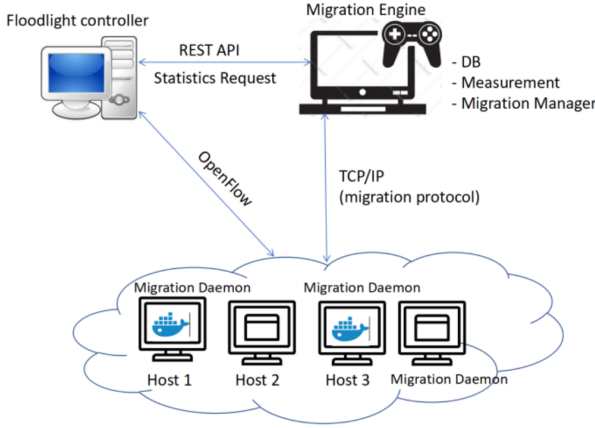 Floodlight controller
Migration Engine
REST API
Statistics Request
- DB
- Measurement
- Migration Manager
OpenFlow
TCP/IP
(migration protocol)
Migration Daemon
Migration Daemon
Host 1
Host 2
Host 3
Migration Daemon